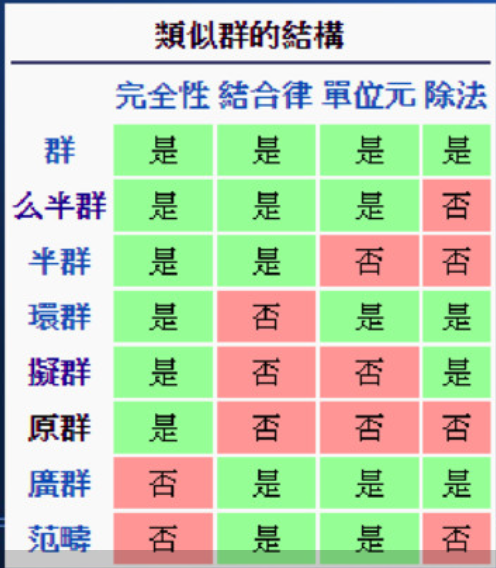 類似群的結構
完全性 結合律 單位元 除法
群 是 是 是 是
么半群 是 是 是 否
半群 是 是 否 否
環群 是 否 是 是
擬群 是 否 否 是
原群 是 否 否 否
廣群 否 是 是 是
范疇 否 是 是 否